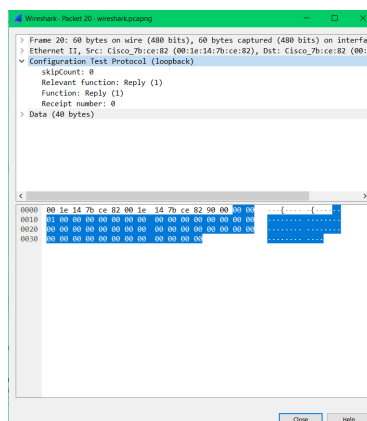 Wireshark · Packet 20 · wireshark.pcapng
> Frame 20: 60 bytes on wire (480 bits), 60 bytes captured (480 bits) on interfa
> Ethernet II, Src: Cisco_7b:ce:82 (00:1e:14:7b:ce:82), Dst: Cisco_7b:ce:82 (00:
Configuration Test Protocol (loopback)
skipCount: 0
Relevant function: Reply (1)
Function: Reply (1)
Receipt number: 0
> Data (40 bytes)
0000 00 1e 14 7b ce 82 00 1e 14 7b ce 82 90 00 00 00 ···{···· ·{······
0010 01 00 00 00 00 00 00 00 00 00 00 00 00 00 00 00 ········ ········
0020 00 00 00 00 00 00 00 00 00 00 00 00 00 00 00 00 ········ ········
0030 00 00 00 00 00 00 00 00 00 00 00 00 ········ ····
Close Help